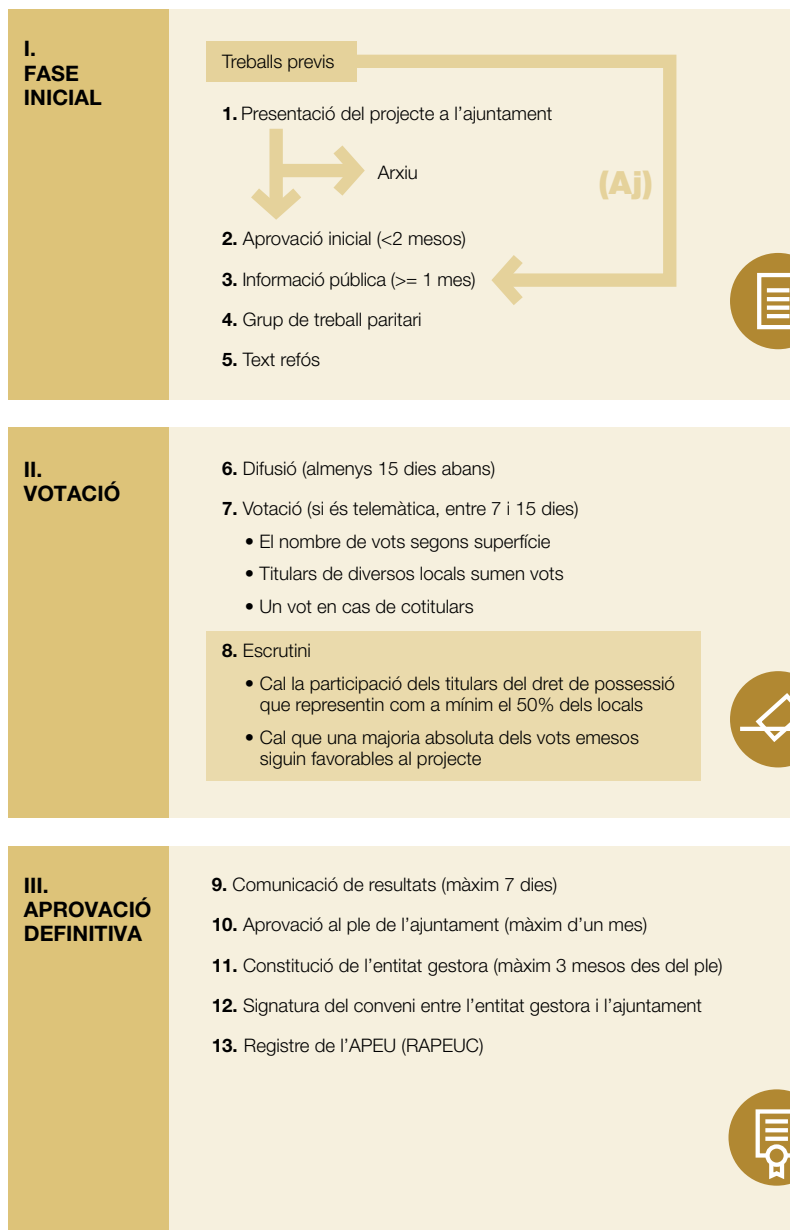 I.
FASE
INICIAL
Treballs previs
1. Presentació del projecte a l’ajuntament
Arxiu
(Aj)
2. Aprovació inicial (<2 mesos)
3. Informació pública (>= 1 mes)
4. Grup de treball paritari
5. Text refós
II.
VOTACIÓ
6. Difusió (almenys 15 dies abans)
7. Votació (si és telemàtica, entre 7 i 15 dies)
• El nombre de vots segons superfície
• Titulars de diversos locals sumen vots
• Un vot en cas de cotitulars
8. Escrutini
• Cal la participació dels titulars del dret de possessió
que representin com a mínim el 50% dels locals
• Cal que una majoria absoluta dels vots emesos
siguin favorables al projecte
III.
APROVACIÓ
DEFINITIVA
9. Comunicació de resultats (màxim 7 dies)
10. Aprovació al ple de l’ajuntament (màxim d’un mes)
11. Constitució de l’entitat gestora (màxim 3 mesos des del ple)
12. Signatura del conveni entre l’entitat gestora i l’ajuntament
13. Registre de l’APEU (RAPEUC)